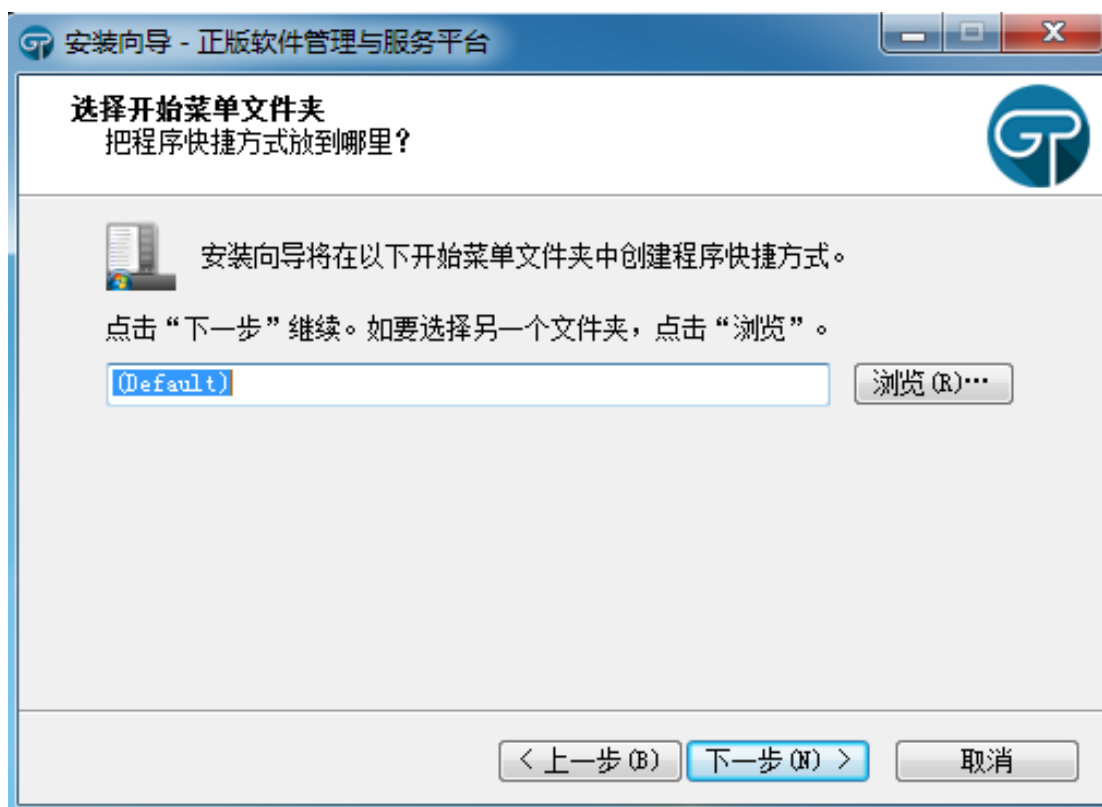 安装向导 - 正版软件管理与服务平台
选择开始菜单文件夹
把程序快捷方式放到哪里?
GP
安装向导将在以下开始菜单文件夹中创建程序快捷方式。
点击“下一步”继续。如要选择另一个文件夹，点击“浏览”。
(Default)
浏览(R)…
< 上一步(B)
下一步(N) >
取消